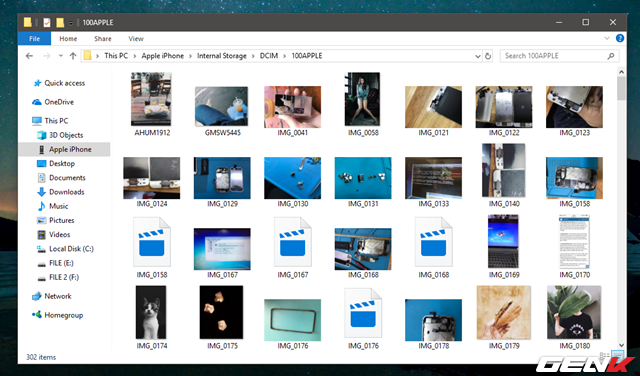 File
Home
Share
View
This PC
Apple iPhone
Internal Storage
DCIM
100APPLE
Search 100APPLE
Quick access
OneDrive
This PC
3D Objects
Apple iPhone
Desktop
Documents
Downloads
Music
Pictures
Videos
Local Disk (C:)
FILE (E:)
FILE 2 (F:)
Network
Homegroup
AHUM1912 GMSW5445 IMG_0041 IMG_0058 IMG_0121 IMG_0122 IMG_0123
IMG_0124 IMG_0129 IMG_0130 IMG_0131 IMG_0133 IMG_0140 IMG_0158
IMG_0158 IMG_0167 IMG_0167 IMG_0168 IMG_0168 IMG_0169 IMG_0170
IMG_0174 IMG_0175 IMG_0176 IMG_0176 IMG_0178 IMG_0179 IMG_0180
302 items
GENK